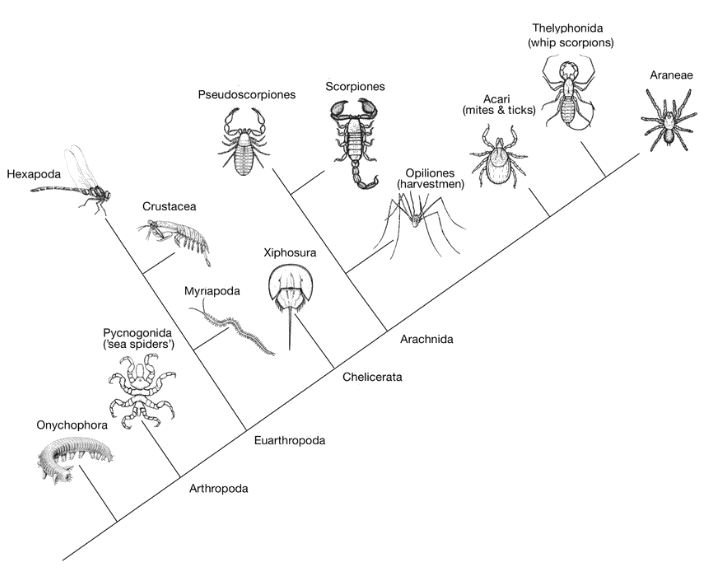 Thelyphonida
(whip scorpions)
Araneae
Scorpiones
Pseudoscorpiones
Acari
(mites & ticks)
Hexapoda
Opiliones
(harvestmen)
Crustacea
Xiphosura
Myriapoda
Pycnogonida
('sea spiders')
Arachnida
Chelicerata
Onychophora
Euarthropoda
Arthropoda